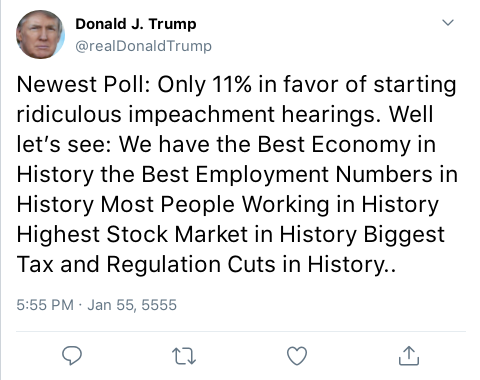 Donald J. Trump
@realDonaldTrump
Newest Poll: Only 11% in favor of starting
ridiculous impeachment hearings. Well
let’s see: We have the Best Economy in
History the Best Employment Numbers in
History Most People Working in History
Highest Stock Market in History Biggest
Tax and Regulation Cuts in History..
5:55 PM · Jan 55, 5555